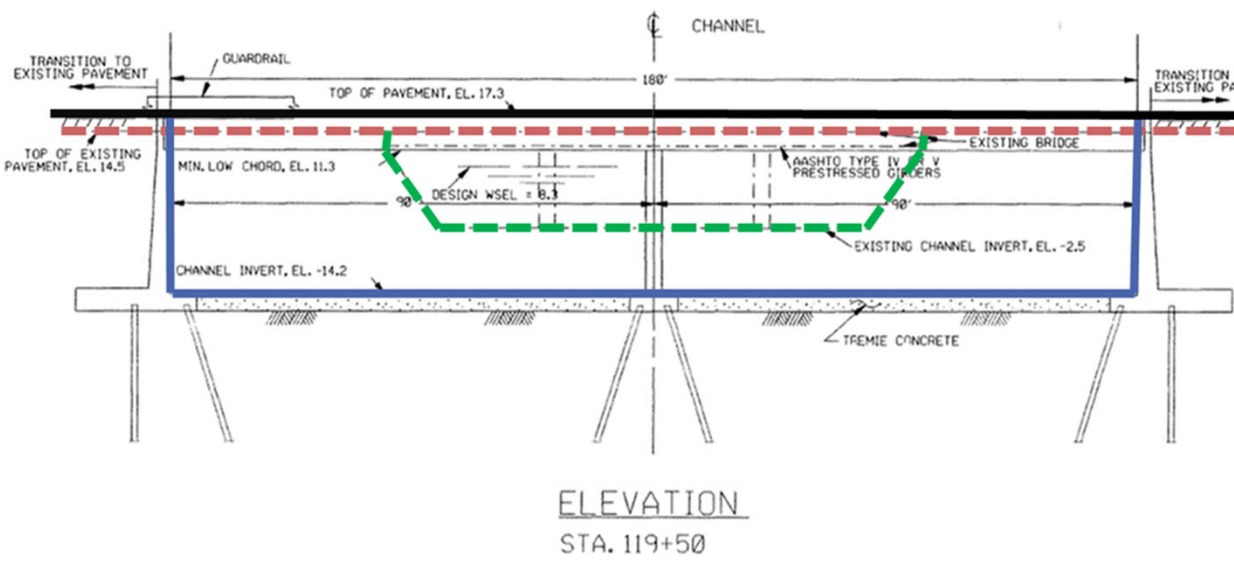 ℄ CHANNEL
TRANSITION TO
EXISTING PAVEMENT
GUARDRAIL
180'
TRANSITION
EXISTING PA
TOP OF PAVEMENT, EL. 17.3
TOP OF EXISTING
PAVEMENT, EL. 14.5
EXISTING BRIDGE
MIN. LOW CHORD, EL. 11.3
AASHTO TYPE IV V
PRESTRESSED GIRDERS
DESIGN WSEL = 8.3
90'
90'
EXISTING CHANNEL INVERT, EL. -2.5
CHANNEL INVERT, EL. -14.2
TREMIE CONCRETE
ELEVATION
STA. 119+50